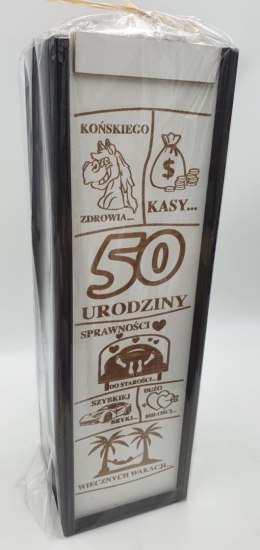 KOŃSKIEGO
ZDROWIA...
$
KASY...
50
URODZINY
SPRAWNOŚCI
DO STAROŚCI...
SZYBKIEJ
BRYKI...
DUŻO
MIŁOŚCI...
WIECZNYCH WAKACJI...